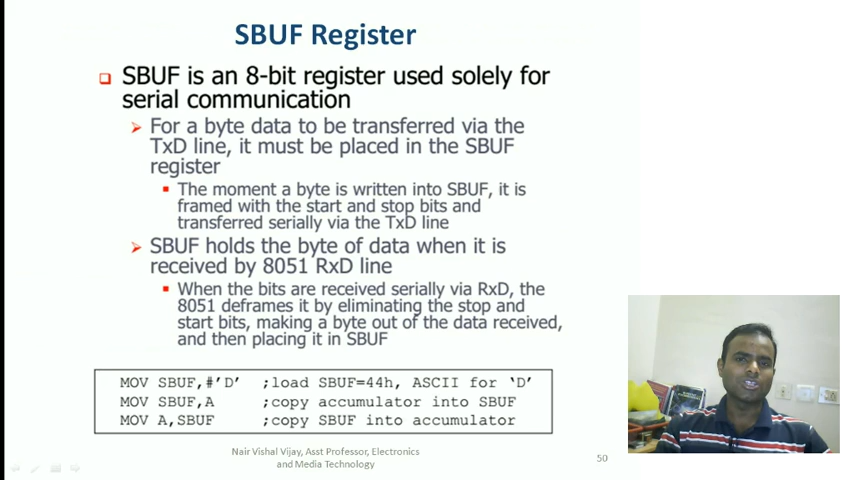 SBUF Register
SBUF is an 8-bit register used solely for
serial communication
For a byte data to be transferred via the
TxD line, it must be placed in the SBUF
register
The moment a byte is written into SBUF, it is
framed with the start and stop bits and
transferred serially via the TxD line
SBUF holds the byte of data when it is
received by 8051 RxD line
When the bits are received serially via RxD, the
8051 deframes it by eliminating the stop and
start bits, making a byte out of the data received,
and then placing it in SBUF
MOV SBUF,#'D' ;load SBUF=44h, ASCII for 'D'
MOV SBUF,A ;copy accumulator into SBUF
MOV A,SBUF ;copy SBUF into accumulator
Nair Vishal Vijay, Asst Professor, Electronics
and Media Technology
50